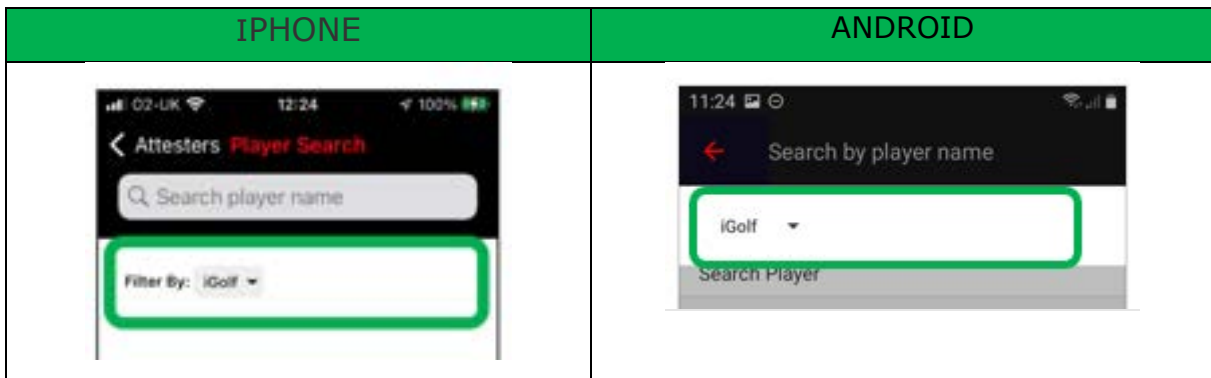 IPHONE
ANDROID
O2-UK 12:24 100%
Attesters Player Search
Search player name
Filter By: iGolf
11:24
Search by player name
iGolf
Search Player